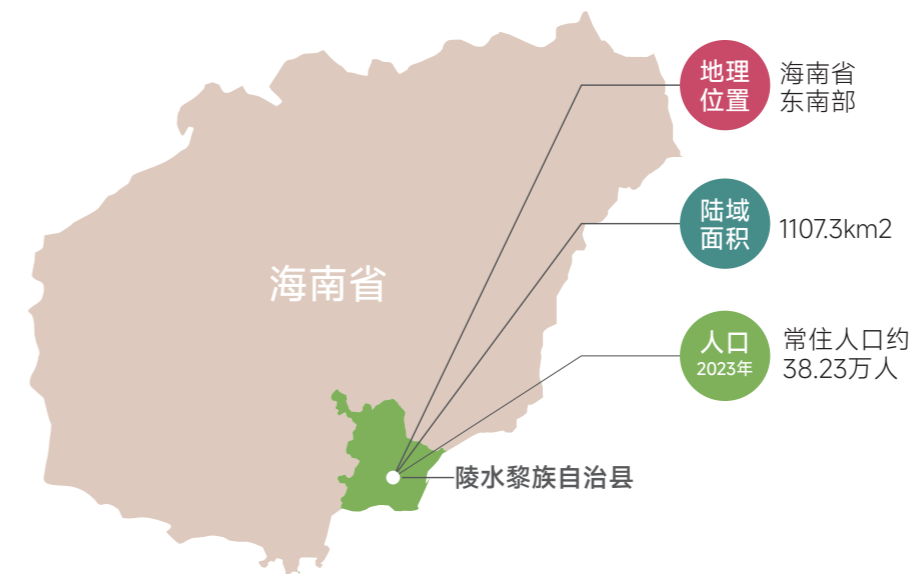 地理
位置
海南省
东南部
陆域
面积
1107.3km2
海南省
人口
2023年
常住人口约
38.23万人
陵水黎族自治县